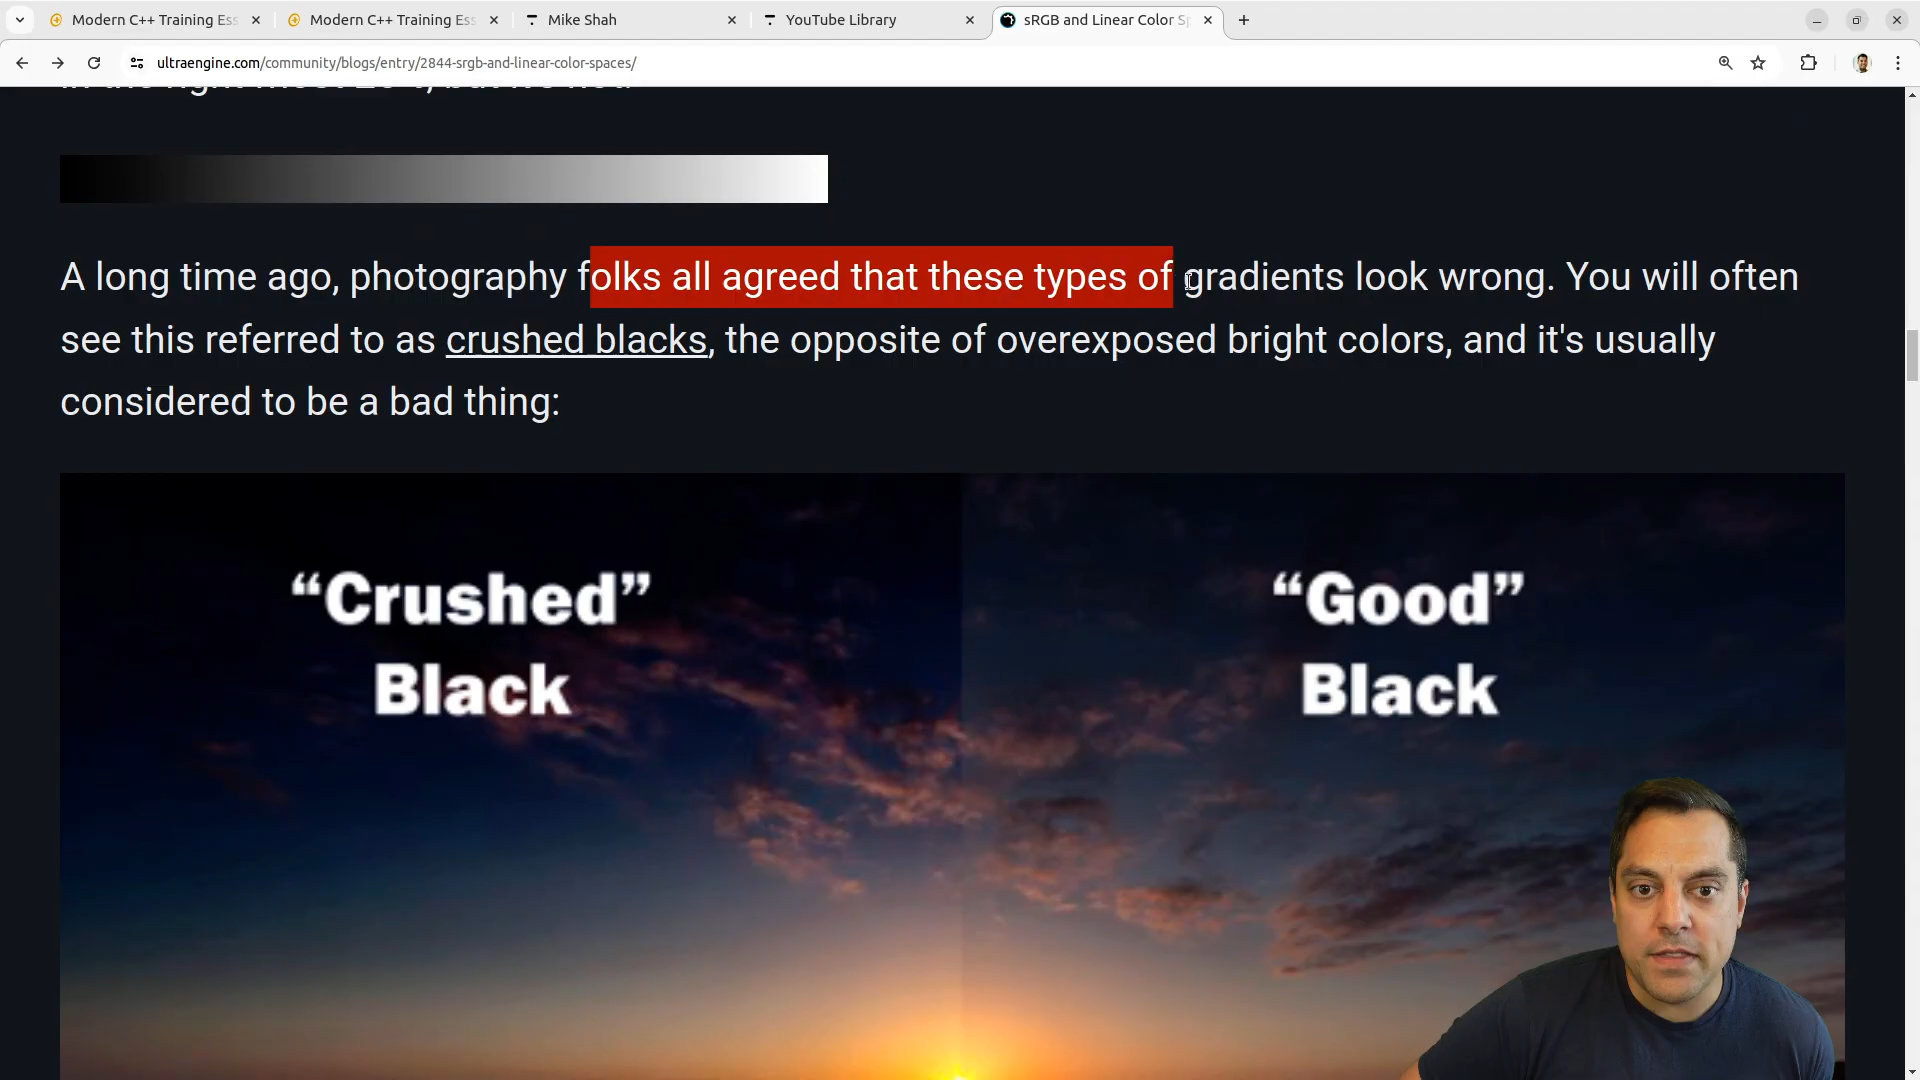 Modern C++ Training Ess
Modern C++ Training Ess
Mike Shah
YouTube Library
sRGB and Linear Color Sp
ultraengine.com/community/blogs/entry/2844-srgb-and-linear-color-spaces/
A long time ago, photography folks all agreed that these types of gradients look wrong. You will often
see this referred to as crushed blacks, the opposite of overexposed bright colors, and it's usually
considered to be a bad thing:
“Crushed”
Black
“Good”
Black